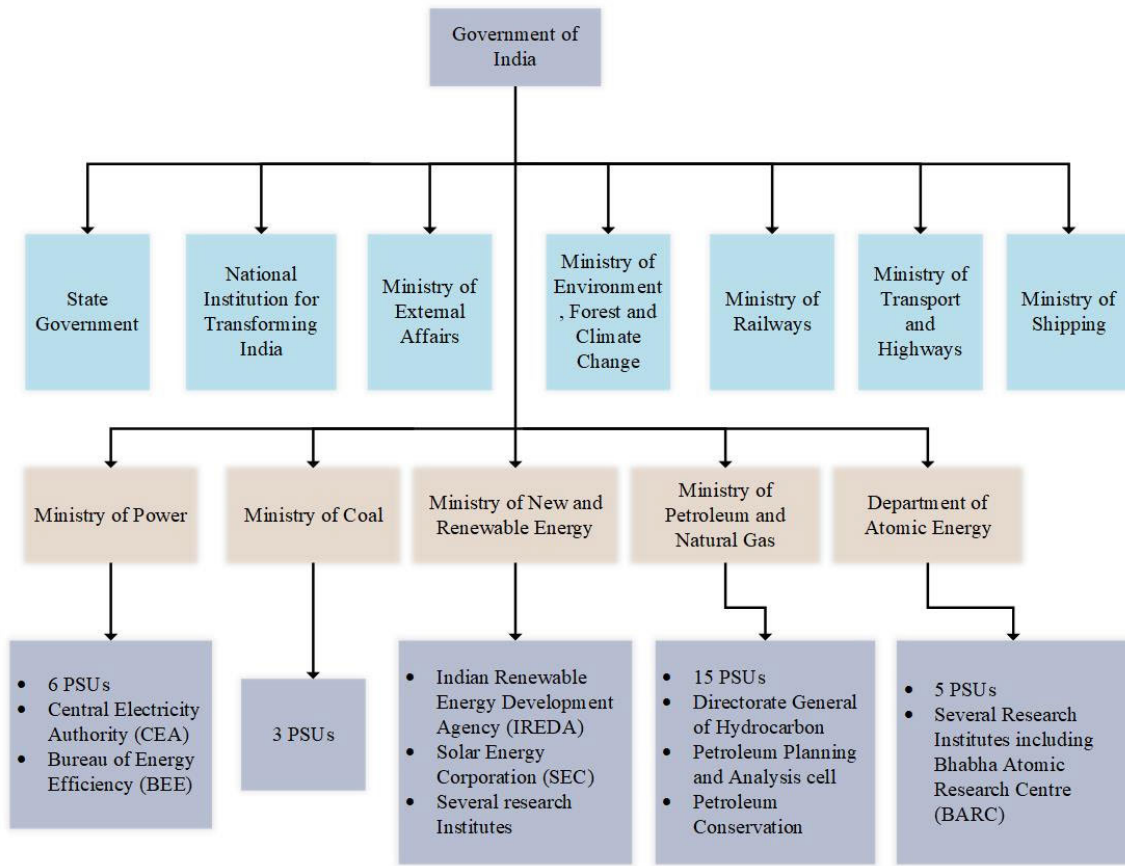 Government of
India
State
Government
National
Institution for
Transforming
India
Ministry of
External
Affairs
Ministry of
Environment
, Forest and
Climate
Change
Ministry of
Railways
Ministry of
Transport
and
Highways
Ministry of
Shipping
Ministry of Power
Ministry of Coal
Ministry of New and
Renewable Energy
Ministry of
Petroleum and
Natural Gas
Department of
Atomic Energy
• 6 PSUs
• Central Electricity
Authority (CEA)
• Bureau of Energy
Efficiency (BEE)
3 PSUs
• Indian Renewable
Energy Development
Agency (IREDA)
• Solar Energy
Corporation (SEC)
• Several research
Institutes
• 15 PSUs
• Directorate General
of Hydrocarbon
• Petroleum Planning
and Analysis cell
• Petroleum
Conservation
• 5 PSUs
• Several Research
Institutes including
Bhabha Atomic
Research Centre
(BARC)